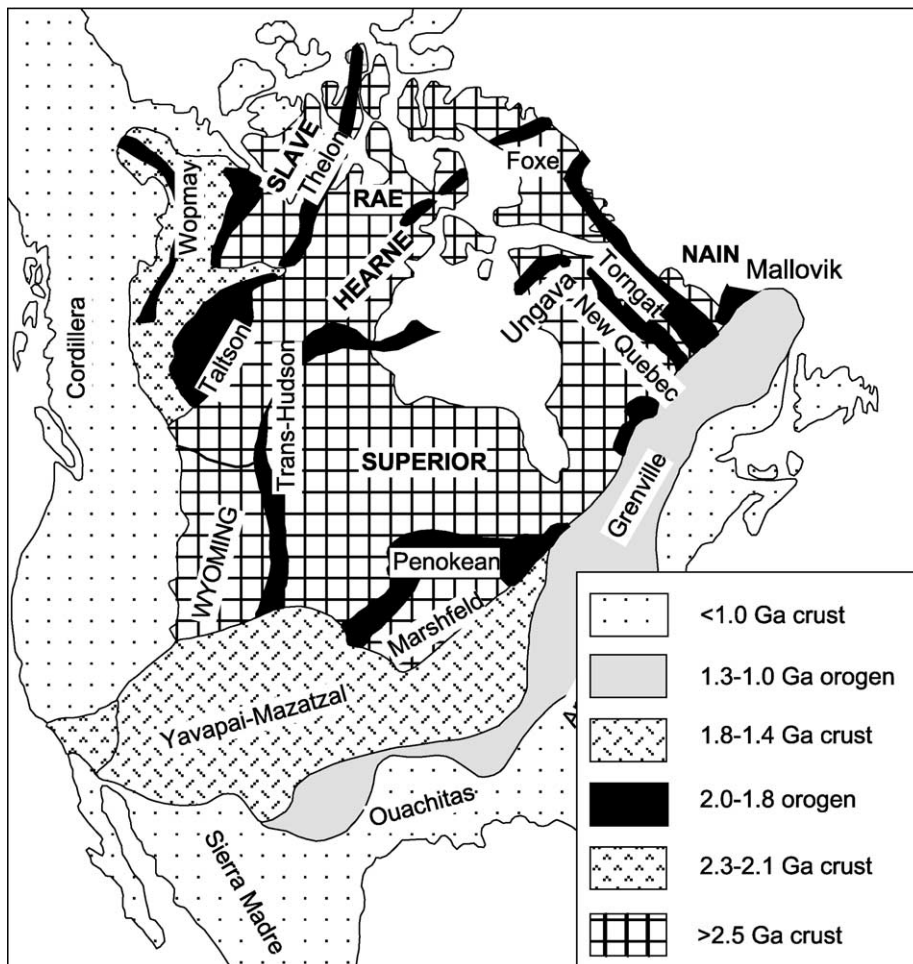 SLAVE
Thelon
Foxe
Wopmay
RAE
NAIN
HEARNE
Mallovik
Torngat
Ungava
New Quebec
Taltson
Cordillera
Trans-Hudson
SUPERIOR
Grenville
WYOMING
Penokean
Marshfeld
Yavapai-Mazatzal
Ouachitas
Sierra Madre
<1.0 Ga crust
1.3-1.0 Ga orogen
1.8-1.4 Ga crust
2.0-1.8 orogen
2.3-2.1 Ga crust
>2.5 Ga crust